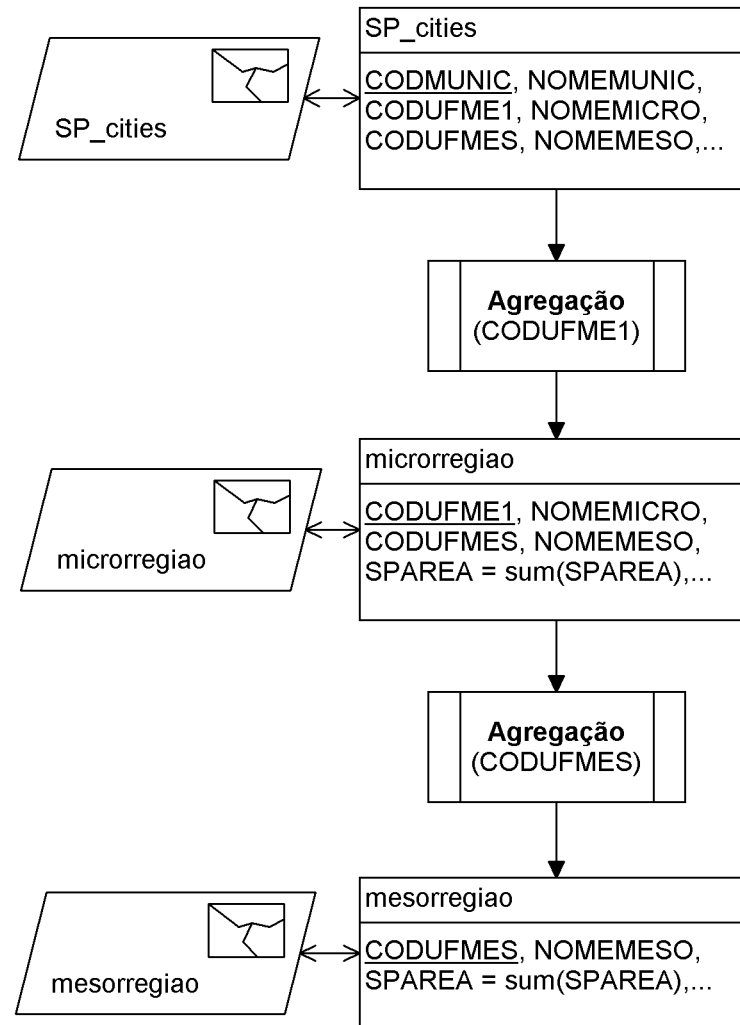 SP_cities
SP_cities
CODMUNIC, NOMEMUNIC,
CODUFME1, NOMEMICRO,
CODUFMES, NOMEMESO,...
Agregação
(CODUFME1)
microrregiao
microrregiao
CODUFME1, NOMEMICRO,
CODUFMES, NOMEMESO,
SPAREA = sum(SPAREA),...
Agregação
(CODUFMES)
mesorregiao
mesorregiao
CODUFMES, NOMEMESO,
SPAREA = sum(SPAREA),...